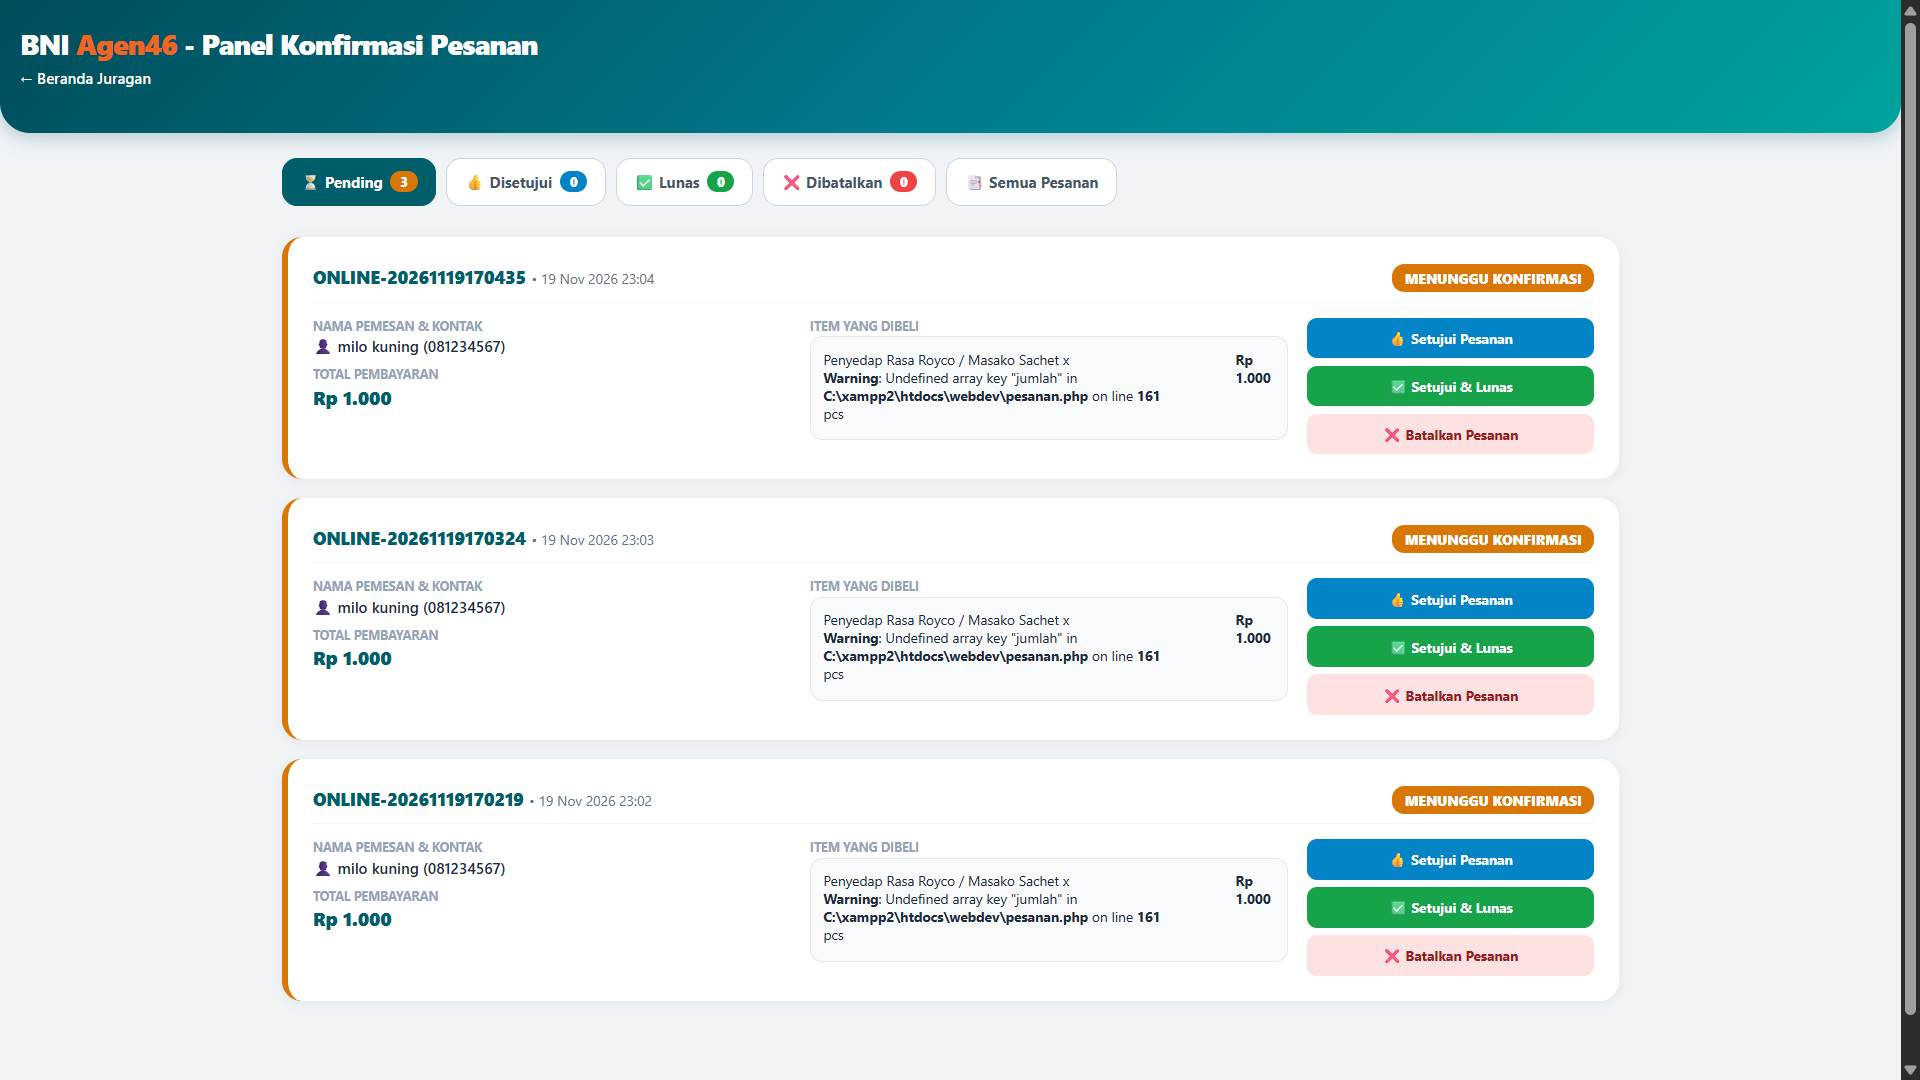 BNI Agen46 - Panel Konfirmasi Pesanan
← Beranda Juragan
Pending 3
Disetujui 0
Lunas 0
Dibatalkan 0
Semua Pesanan
ONLINE-20261119170435 • 19 Nov 2026 23:04
MENUNGGU KONFIRMASI
NAMA PEMESAN & KONTAK
milo kuning (081234567)
TOTAL PEMBAYARAN
Rp 1.000
ITEM YANG DIBELI
Penyedap Rasa Royco / Masako Sachet x
Warning: Undefined array key "jumlah" in
C:\xampp2\htdocs\webdev\pesanan.php on line 161
pcs
Rp
1.000
Setujui Pesanan
Setujui & Lunas
Batalkan Pesanan
ONLINE-20261119170324 • 19 Nov 2026 23:03
MENUNGGU KONFIRMASI
NAMA PEMESAN & KONTAK
milo kuning (081234567)
TOTAL PEMBAYARAN
Rp 1.000
ITEM YANG DIBELI
Penyedap Rasa Royco / Masako Sachet x
Warning: Undefined array key "jumlah" in
C:\xampp2\htdocs\webdev\pesanan.php on line 161
pcs
Rp
1.000
Setujui Pesanan
Setujui & Lunas
Batalkan Pesanan
ONLINE-20261119170219 • 19 Nov 2026 23:02
MENUNGGU KONFIRMASI
NAMA PEMESAN & KONTAK
milo kuning (081234567)
TOTAL PEMBAYARAN
Rp 1.000
ITEM YANG DIBELI
Penyedap Rasa Royco / Masako Sachet x
Warning: Undefined array key "jumlah" in
C:\xampp2\htdocs\webdev\pesanan.php on line 161
pcs
Rp
1.000
Setujui Pesanan
Setujui & Lunas
Batalkan Pesanan